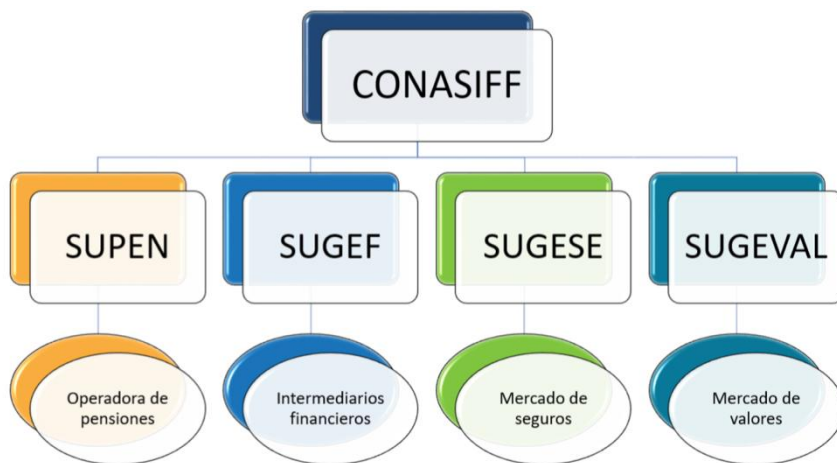 CONASIFF
SUPEN
SUGEF
SUGESE
SUGEVAL
Operadora de
pensiones
Intermediarios
financieros
Mercado de
seguros
Mercado de
valores